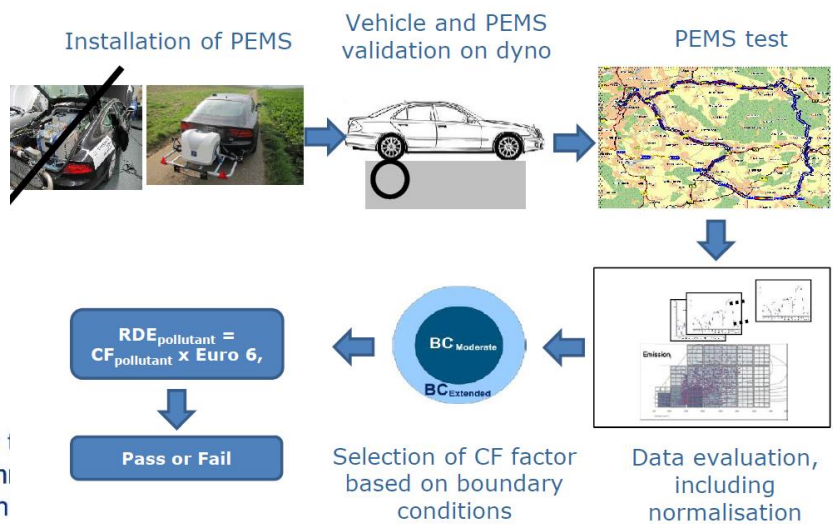 Installation of PEMS
Vehicle and PEMS
validation on dyno
PEMS test
RDEpollutant =
CFpollutant x Euro 6,
BC Moderate
BC Extended
Emission,
Pass or Fail
Selection of CF factor
based on boundary
conditions
Data evaluation,
including
normalisation